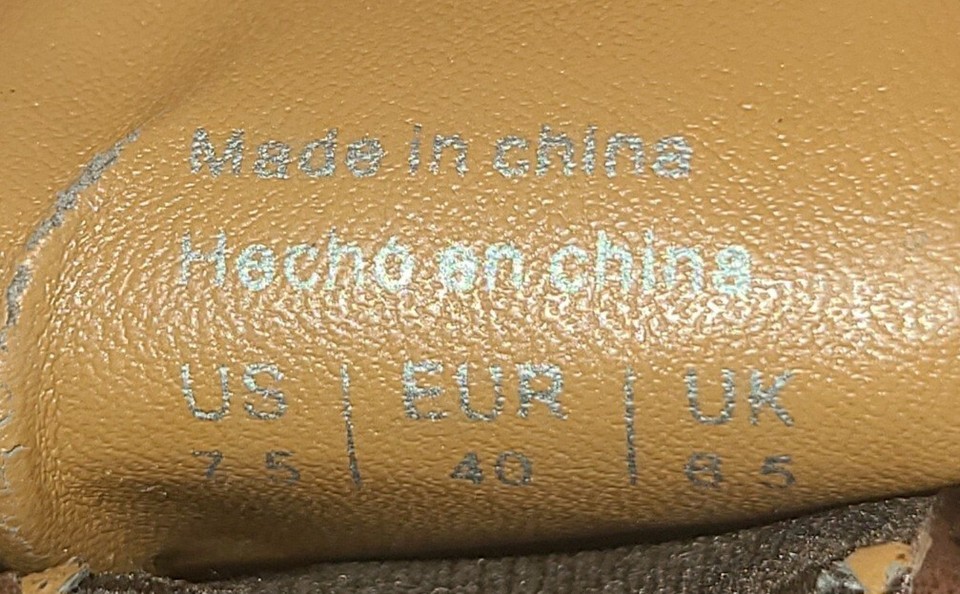 Made in china
Hecho en china
US | EUR | UK
7.5 | 40 | 6.5